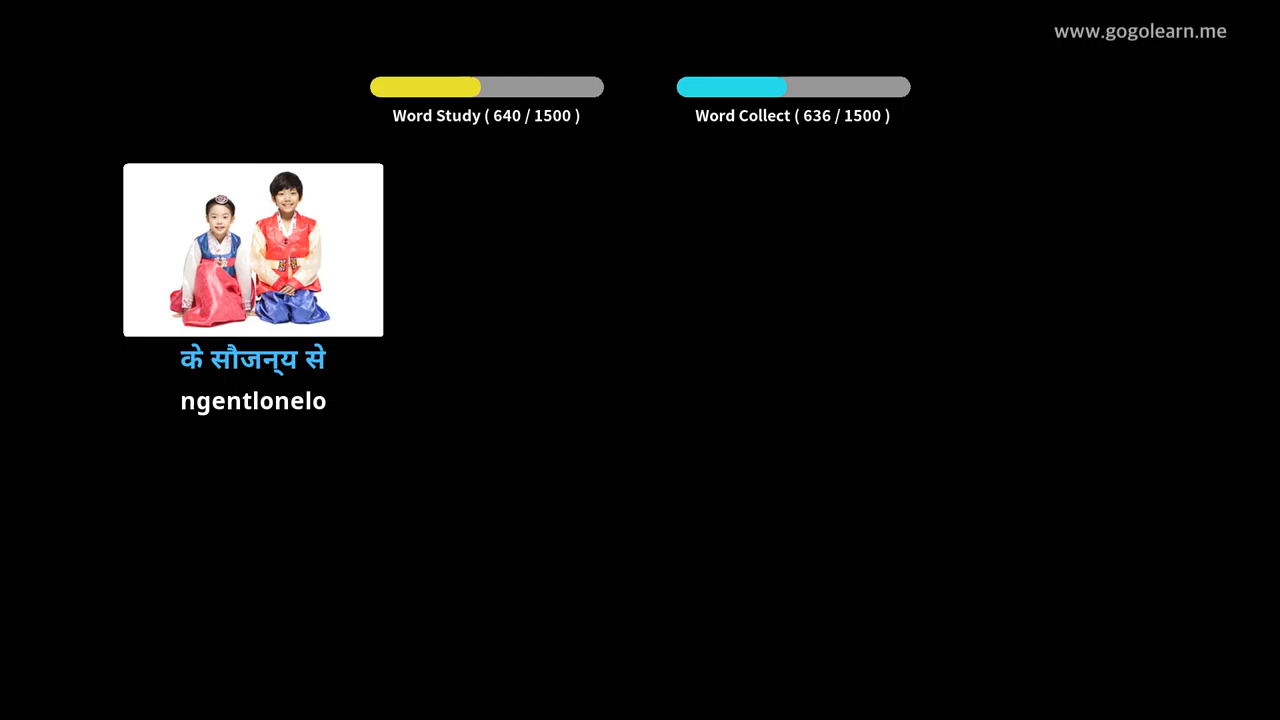 www.gogolearn.me
Word Study ( 640 / 1500 )
Word Collect ( 636 / 1500 )
के सौजन्य से
ngentlonelo